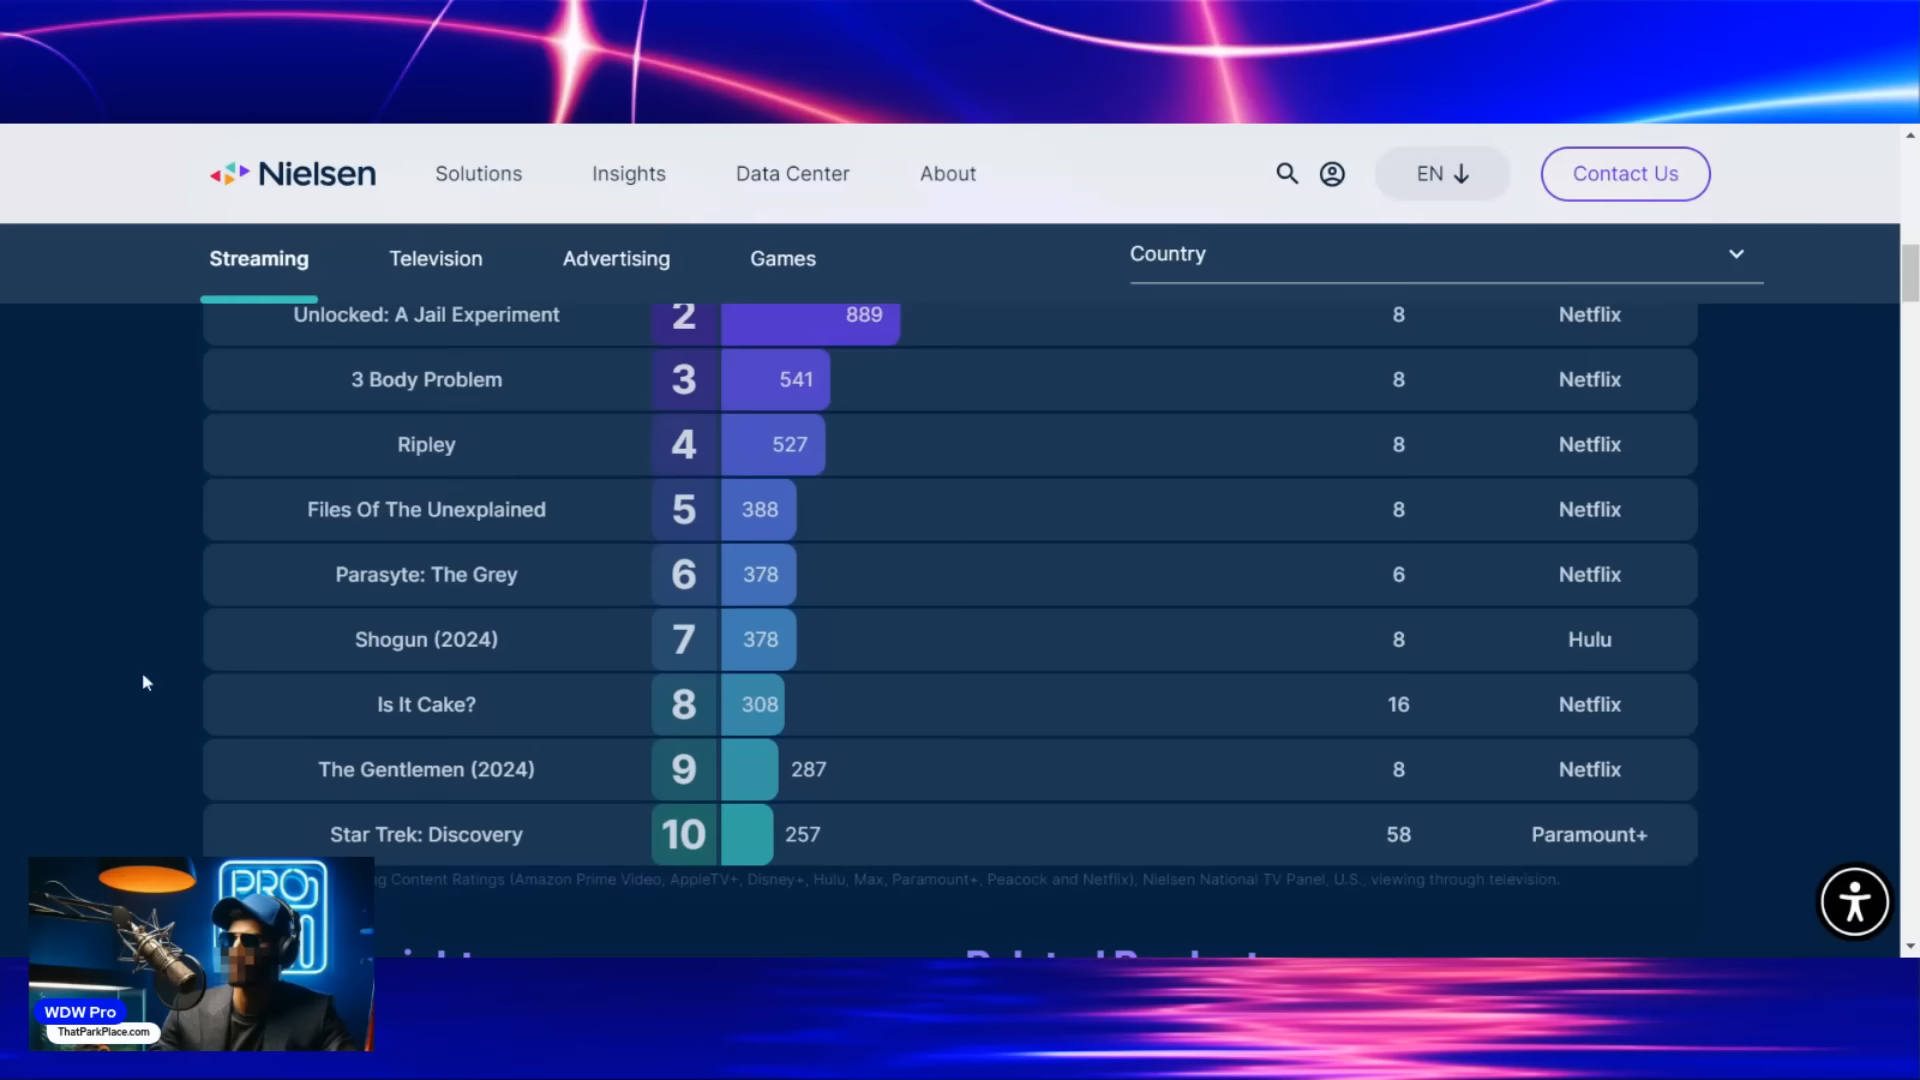 Nielsen Solutions Insights Data Center About EN Contact Us
Streaming Television Advertising Games Country
Unlocked: A Jail Experiment 2 889 8 Netflix
3 Body Problem 3 541 8 Netflix
Ripley 4 527 8 Netflix
Files Of The Unexplained 5 388 8 Netflix
Parasyte: The Grey 6 378 6 Netflix
Shogun (2024) 7 378 8 Hulu
Is It Cake? 8 308 16 Netflix
The Gentlemen (2024) 9 287 8 Netflix
Star Trek: Discovery 10 257 58 Paramount+
Content Ratings (Amazon Prime Video, AppleTV+, Disney+, Hulu, Max, Paramount+, Peacock and Netflix), Nielsen National TV Panel, U.S., viewing through television.
PRO
WDW Pro
ThatParkPlace.com